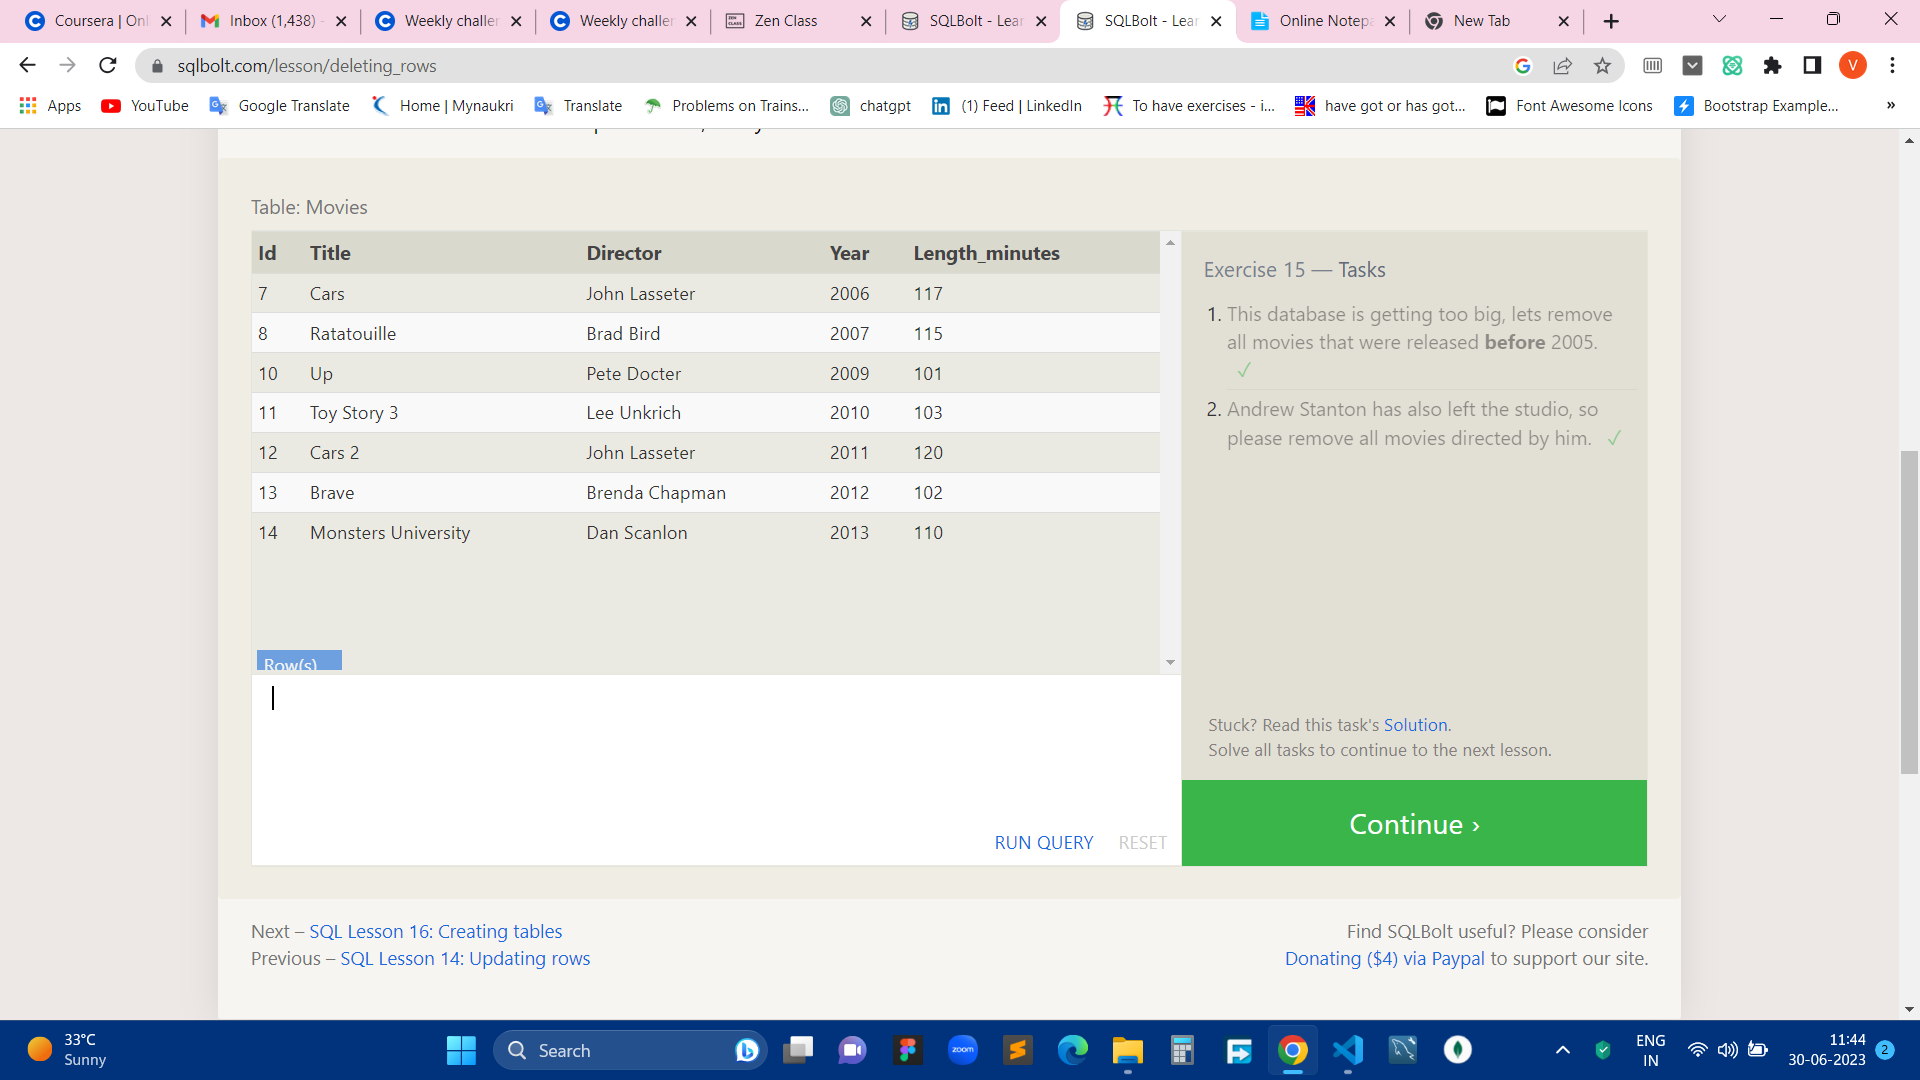 Coursera | Onl
Inbox (1,438) -
Weekly challer
Weekly challer
Zen Class
SQLBolt - Lear
SQLBolt - Lear
Online Notepa
New Tab
sqlbolt.com/lesson/deleting_rows
V
Apps
YouTube
Google Translate
Home | Mynaukri
Translate
Problems on Trains...
chatgpt
(1) Feed | LinkedIn
To have exercises - i...
have got or has got...
Font Awesome Icons
Bootstrap Example...
»
Table: Movies
Id Title Director Year Length_minutes
7 Cars John Lasseter 2006 117
8 Ratatouille Brad Bird 2007 115
10 Up Pete Docter 2009 101
11 Toy Story 3 Lee Unkrich 2010 103
12 Cars 2 John Lasseter 2011 120
13 Brave Brenda Chapman 2012 102
14 Monsters University Dan Scanlon 2013 110
Row(s)
RUN QUERY RESET
Exercise 15 — Tasks
1. This database is getting too big, lets remove
all movies that were released before 2005.
✓
2. Andrew Stanton has also left the studio, so
please remove all movies directed by him. ✓
Stuck? Read this task's Solution.
Solve all tasks to continue to the next lesson.
Continue ›
Next – SQL Lesson 16: Creating tables
Previous – SQL Lesson 14: Updating rows
Find SQLBolt useful? Please consider
Donating ($4) via Paypal to support our site.
33°C
Sunny
Search
zoom
ENG
IN
11:44
30-06-2023
2